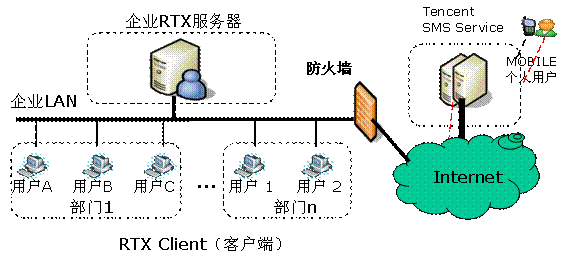 企业RTX服务器
Tencent
SMS Service
MOBILE
个人用户
防火墙
企业LAN
Internet
用户A
用户B
用户C
...
用户 1
用户 2
部门1
部门n
RTX Client（客户端）